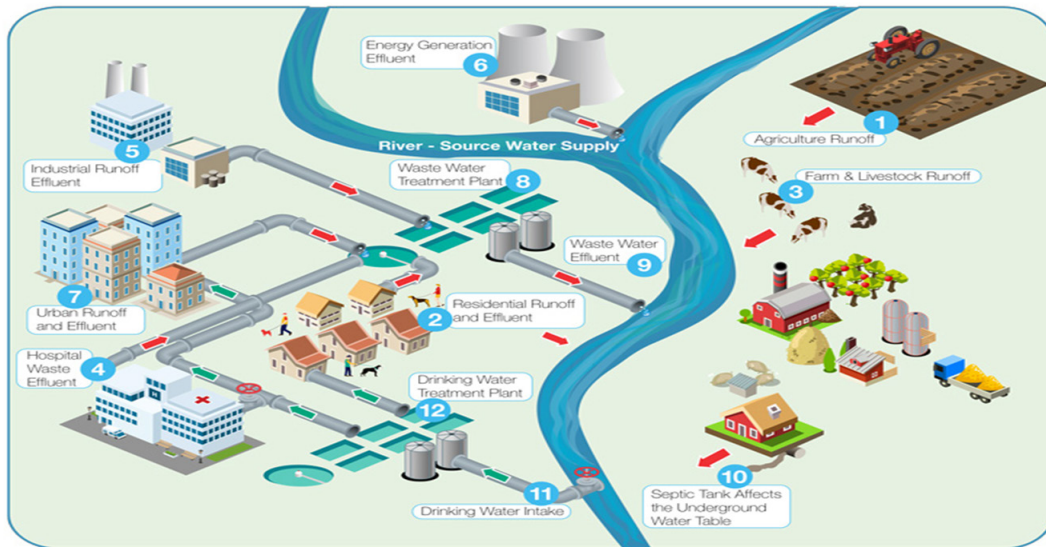 Energy Generation
Effluent
6
1
Agriculture Runoff
5
Industrial Runoff
Effluent
River - Source Water Supply
Waste Water
Treatment Plant
8
3
Farm & Livestock Runoff
Waste Water
Effluent
9
7
Urban Runoff
and Effluent
2
Residential Runoff
and Effluent
Hospital
Waste
Effluent
4
H
Drinking Water
Treatment Plant
12
11
Drinking Water Intake
10
Septic Tank Affects
the Underground
Water Table